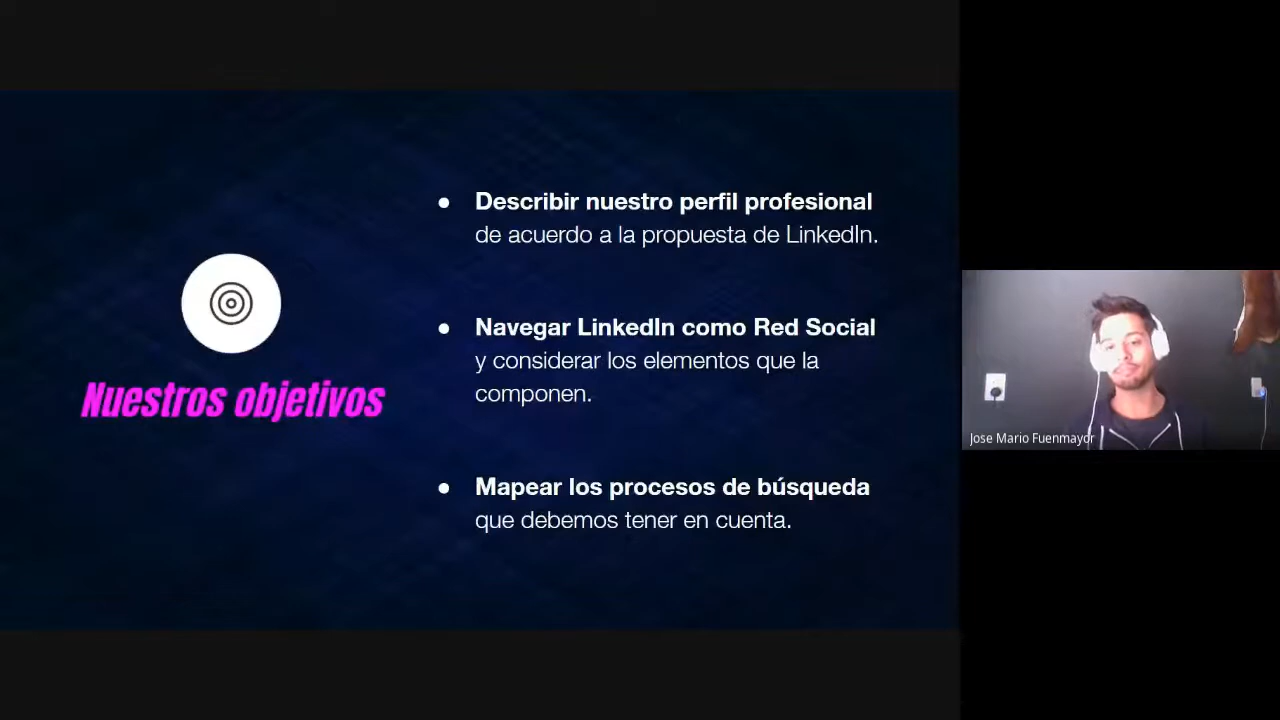 Nuestros objetivos
● Describir nuestro perfil profesional
de acuerdo a la propuesta de LinkedIn.
● Navegar LinkedIn como Red Social
y considerar los elementos que la
componen.
● Mapear los procesos de búsqueda
que debemos tener en cuenta.
Jose Mario Fuenmayor